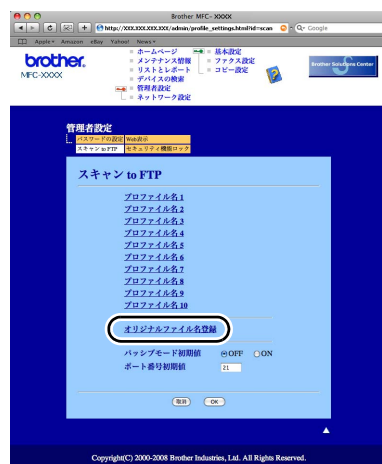 Brother MFC- XXXX
http://XXX.XXX.XXX.XXX/admin/profile_settings.html?id=scan
Q- Google
Apple▾ Amazon eBay Yahoo! News▾
brother.
MFC-XXXX
ホームページ
メンテナンス情報
リストとレポート
デバイスの検索
管理者設定
ネットワーク設定
基本設定
ファクス設定
コピー設定
Brother Solutions Center
管理者設定
パスワードの設定 Web表示
スキャン to FTP セキュリティ機能ロック
スキャン to FTP
プロファイル名 1
プロファイル名 2
プロファイル名 3
プロファイル名 4
プロファイル名 5
プロファイル名 6
プロファイル名 7
プロファイル名 8
プロファイル名 9
プロファイル名 10
オリジナルファイル名登録
パッシブモード初期値 OFF ON
ポート番号初期値 21
取消 OK
Copyright(C) 2000-2008 Brother Industries, Ltd. All Rights Reserved.